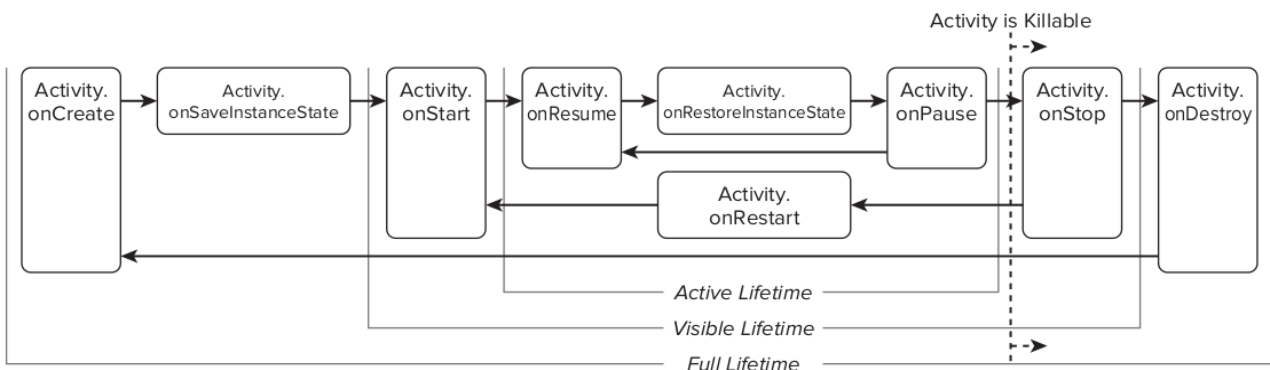 Activity is Killable
Activity.
onCreate
Activity.
onSaveInstanceState
Activity.
onStart
Activity.
onResume
Activity.
onRestoreInstanceState
Activity.
onPause
Activity.
onStop
Activity.
onDestroy
Activity.
onRestart
Active Lifetime
Visible Lifetime
Full Lifetime